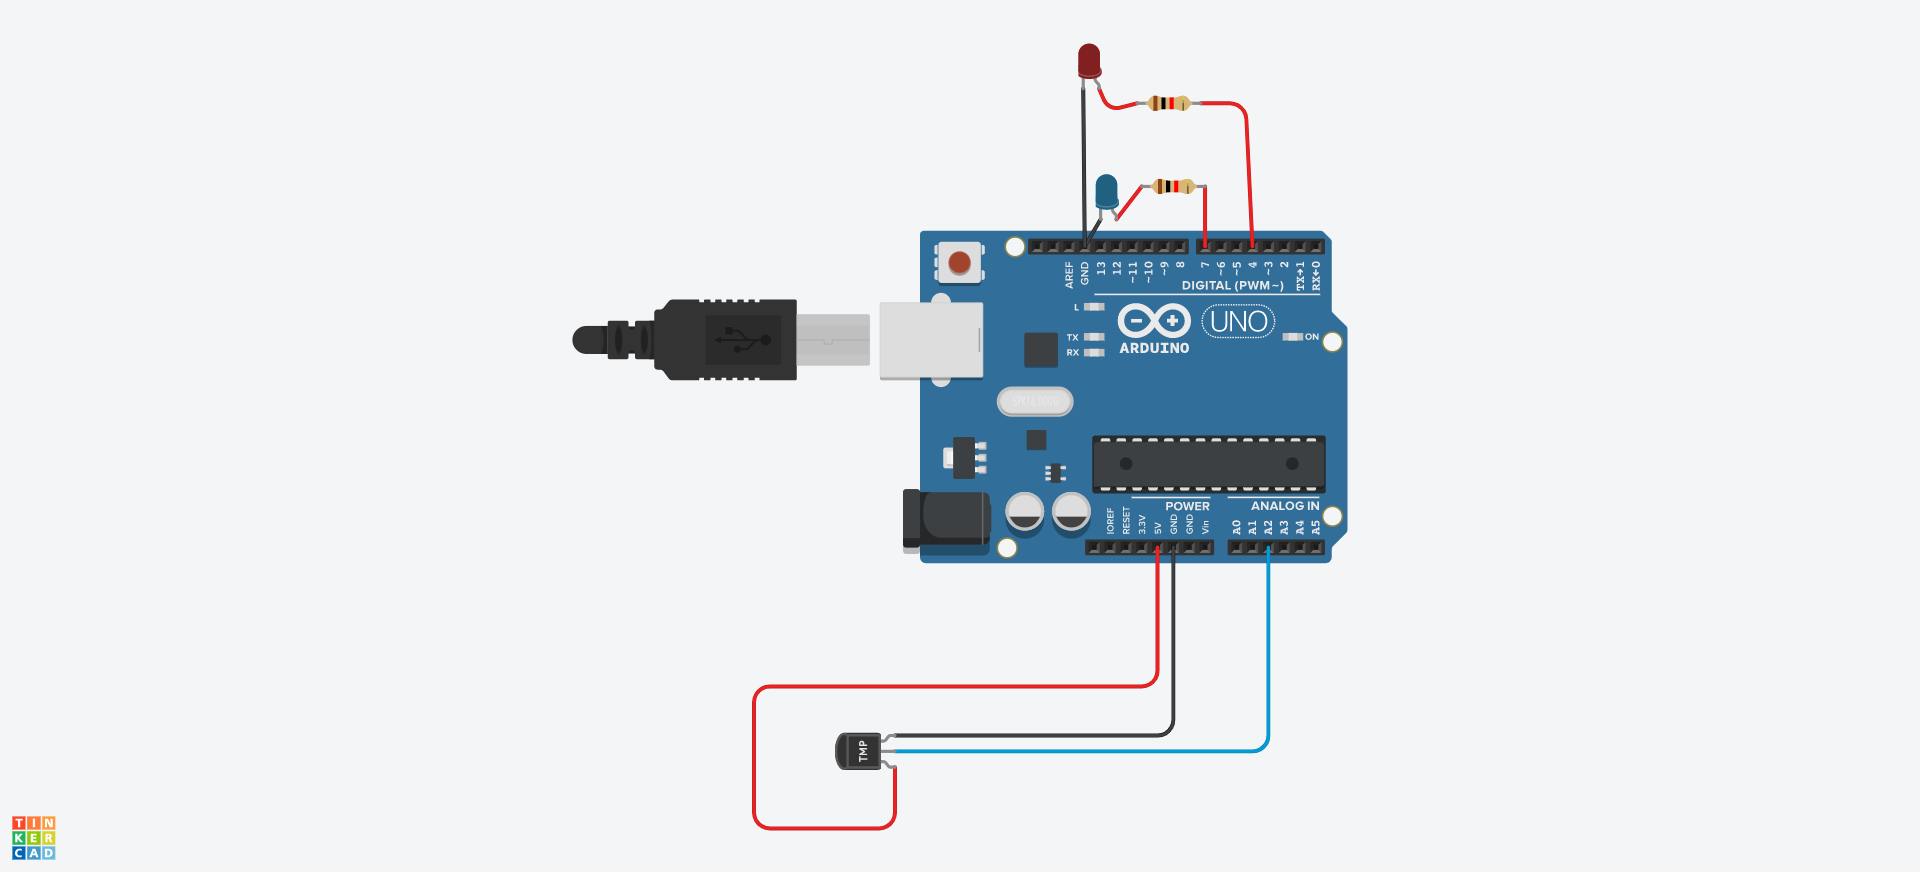 AREF
GND
13
12
~11
~10
~9
8
7
~6
~5
4
~3
2
TX→1
RX←0
DIGITAL (PWM~)
L
TX
RX
ARDUINO
UNO
ON
POWER
ANALOG IN
IOREF
RESET
3.3V
5V
GND
GND
Vin
A0
A1
A2
A3
A4
A5
TMP
TIN
KER
CAD